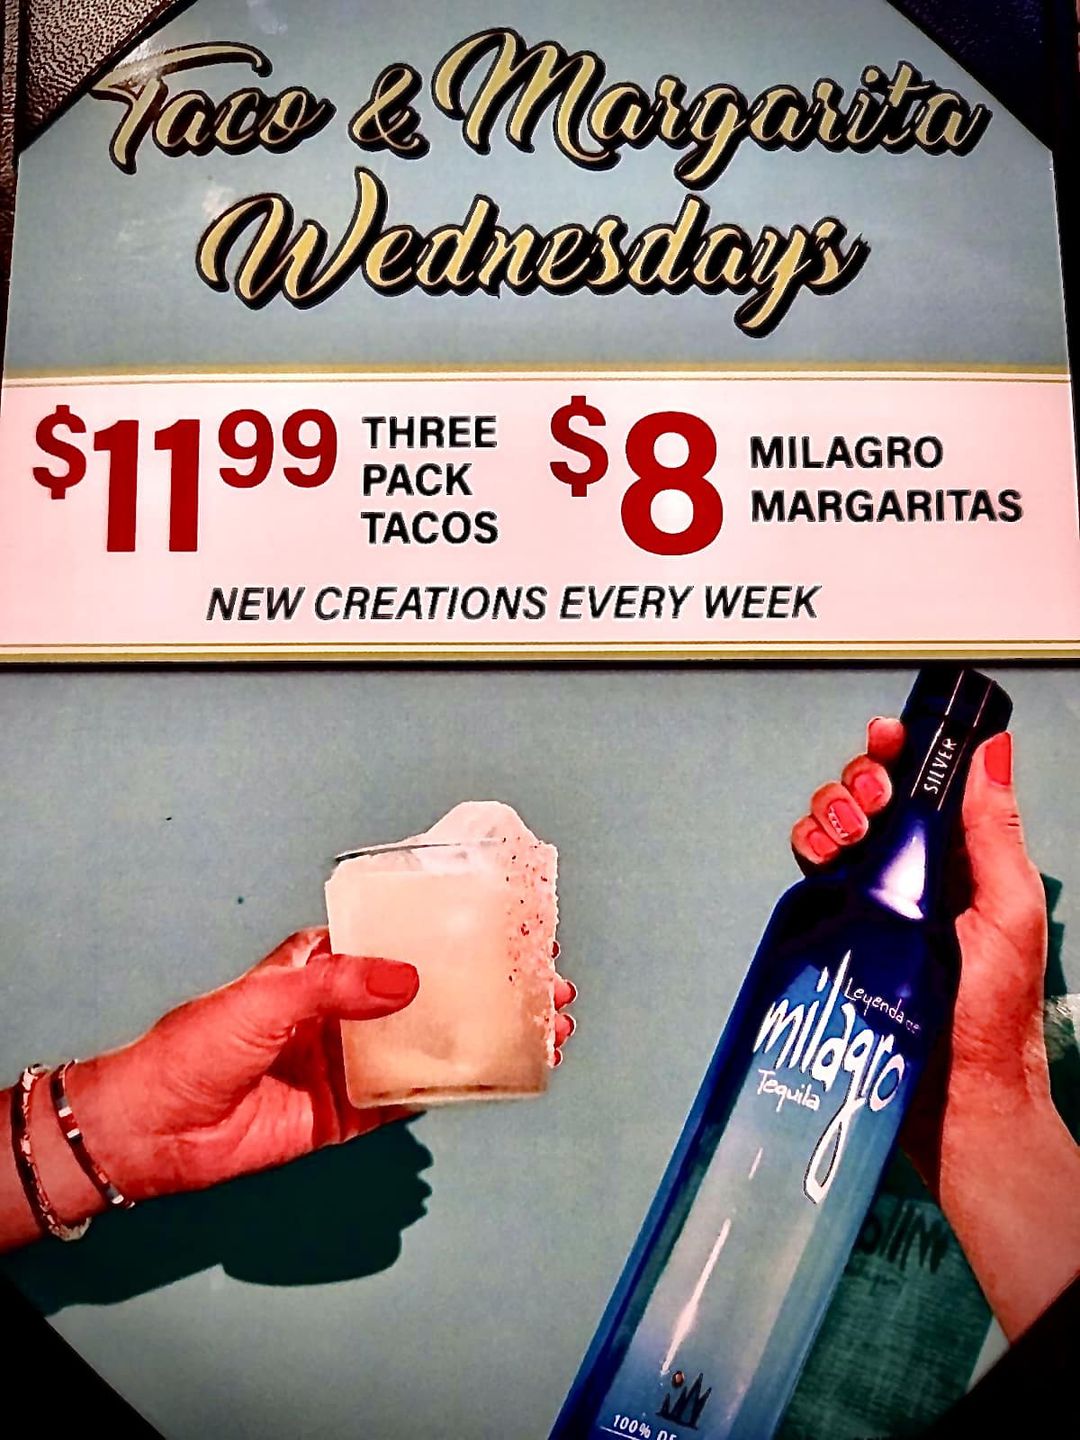 Taco & Margarita
Wednesdays
$11.99 THREE PACK TACOS
$8 MILAGRO MARGARITAS
NEW CREATIONS EVERY WEEK
SILVER
Leyenda de
milagro
Tequila
100% DE